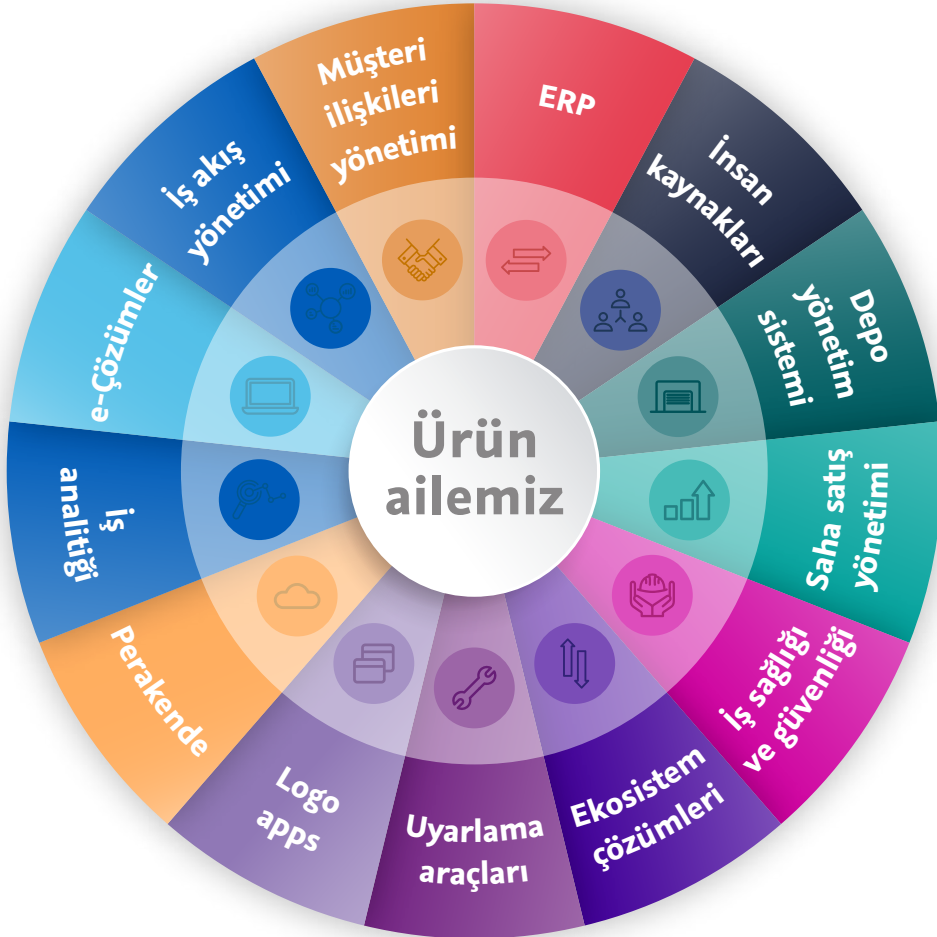 Ürün
ailemiz
ERP
İnsan
kaynakları
Depo
yönetim
sistemi
Saha satış
yönetimi
İş sağlığı
ve güvenliği
Ekosistem
çözümleri
Uyarlama
araçları
Logo
apps
Perakende
İş
analitiği
e-Çözümler
İş akış
yönetimi
Müşteri
ilişkileri
yönetimi